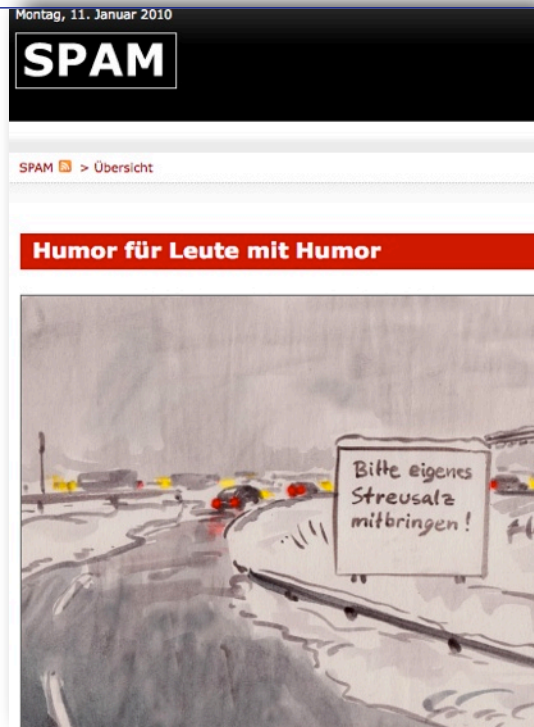 Montag, 11. Januar 2010
SPAM
SPAM > Übersicht
Humor für Leute mit Humor
Bitte eigenes
Streusalz
mitbringen!